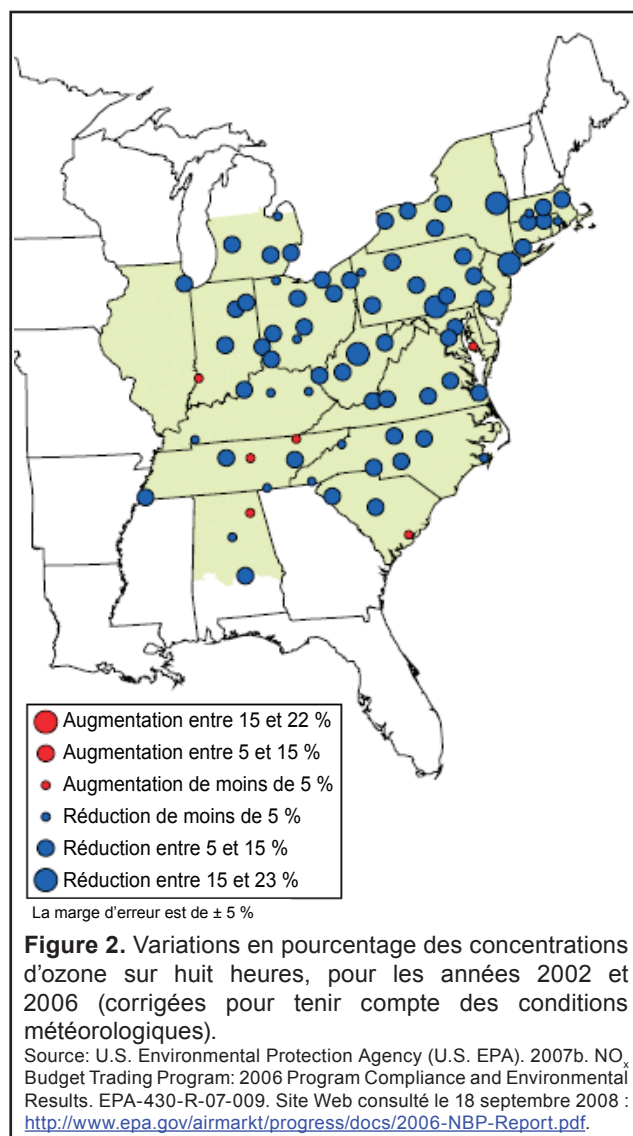 Augmentation entre 15 et 22 %
Augmentation entre 5 et 15 %
Augmentation de moins de 5 %
Réduction de moins de 5 %
Réduction entre 5 et 15 %
Réduction entre 15 et 23 %
La marge d'erreur est de ± 5 %
Figure 2. Variations en pourcentage des concentrations
d'ozone sur huit heures, pour les années 2002 et
2006 (corrigées pour tenir compte des conditions
météorologiques).
Source: U.S. Environmental Protection Agency (U.S. EPA). 2007b. NOx
Budget Trading Program: 2006 Program Compliance and Environmental
Results. EPA-430-R-07-009. Site Web consulté le 18 septembre 2008 :
http://www.epa.gov/airmarkt/progress/docs/2006-NBP-Report.pdf.